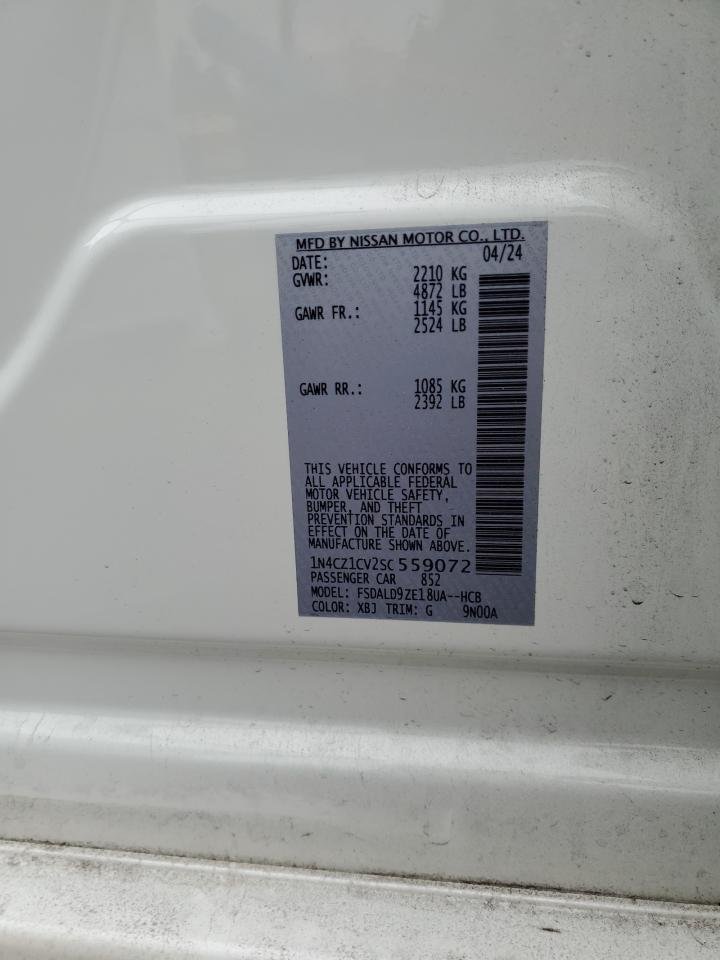 MFD BY NISSAN MOTOR CO., LTD.
DATE: 04/24
GVWR: 2210 KG
4872 LB
GAWR FR.: 1145 KG
2524 LB
GAWR RR.: 1085 KG
2392 LB
THIS VEHICLE CONFORMS TO
ALL APPLICABLE FEDERAL
MOTOR VEHICLE SAFETY,
BUMPER, AND THEFT
PREVENTION STANDARDS IN
EFFECT ON THE DATE OF
MANUFACTURE SHOWN ABOVE.
1N4CZ1CV2SC559072
PASSENGER CAR 852
MODEL: FSDALD9ZE18UA--HCB
COLOR: XBJ TRIM: G 9N00A